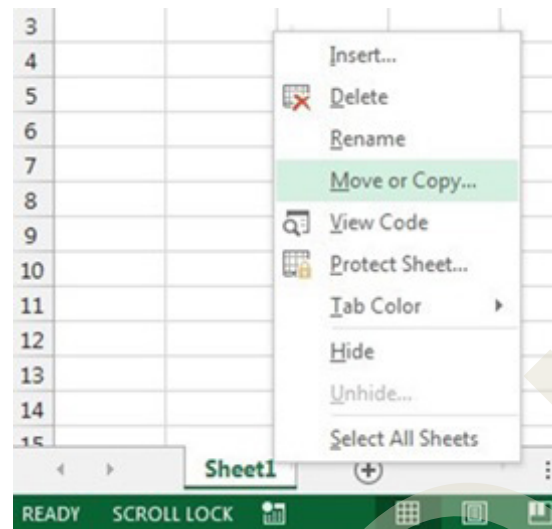 3
4
5
6
7
8
9
10
11
12
13
14
15
Insert...
Delete
Rename
Move or Copy...
View Code
Protect Sheet...
Tab Color
Hide
Unhide...
Select All Sheets
Sheet1
READY SCROLL LOCK